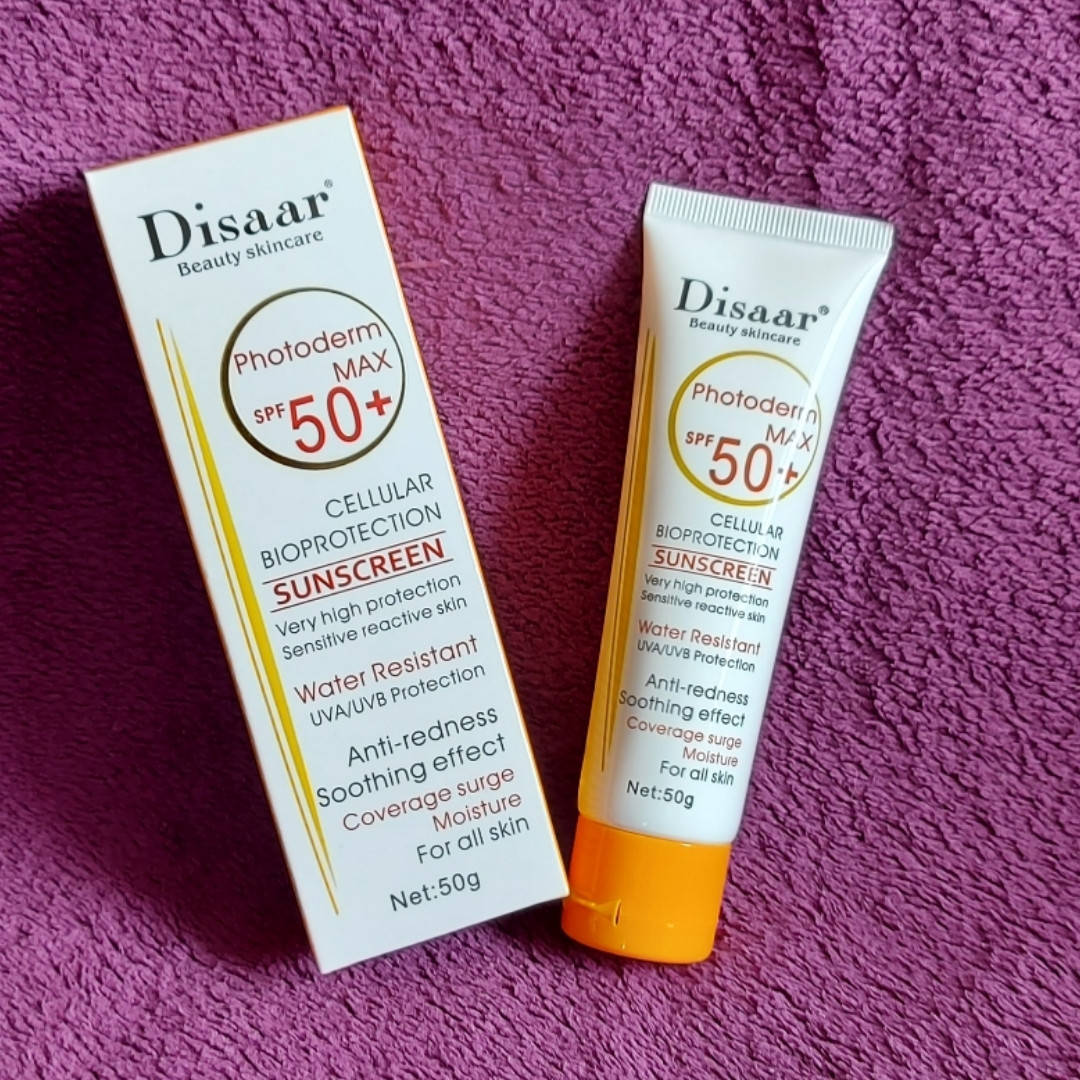 Disaar®
Beauty skincare
Photoderm
MAX
SPF 50+
CELLULAR
BIOPROTECTION
SUNSCREEN
Very high protection
Sensitive reactive skin
Water Resistant
UVA/UVB Protection
Anti-redness
Soothing effect
Coverage surge
Moisture
For all skin
Net:50g
Disaar®
Beauty skincare
Photoderm
MAX
SPF 50+
CELLULAR
BIOPROTECTION
SUNSCREEN
Very high protection
Sensitive reactive skin
Water Resistant
UVA/UVB Protection
Anti-redness
Soothing effect
Coverage surge
Moisture
For all skin
Net:50g